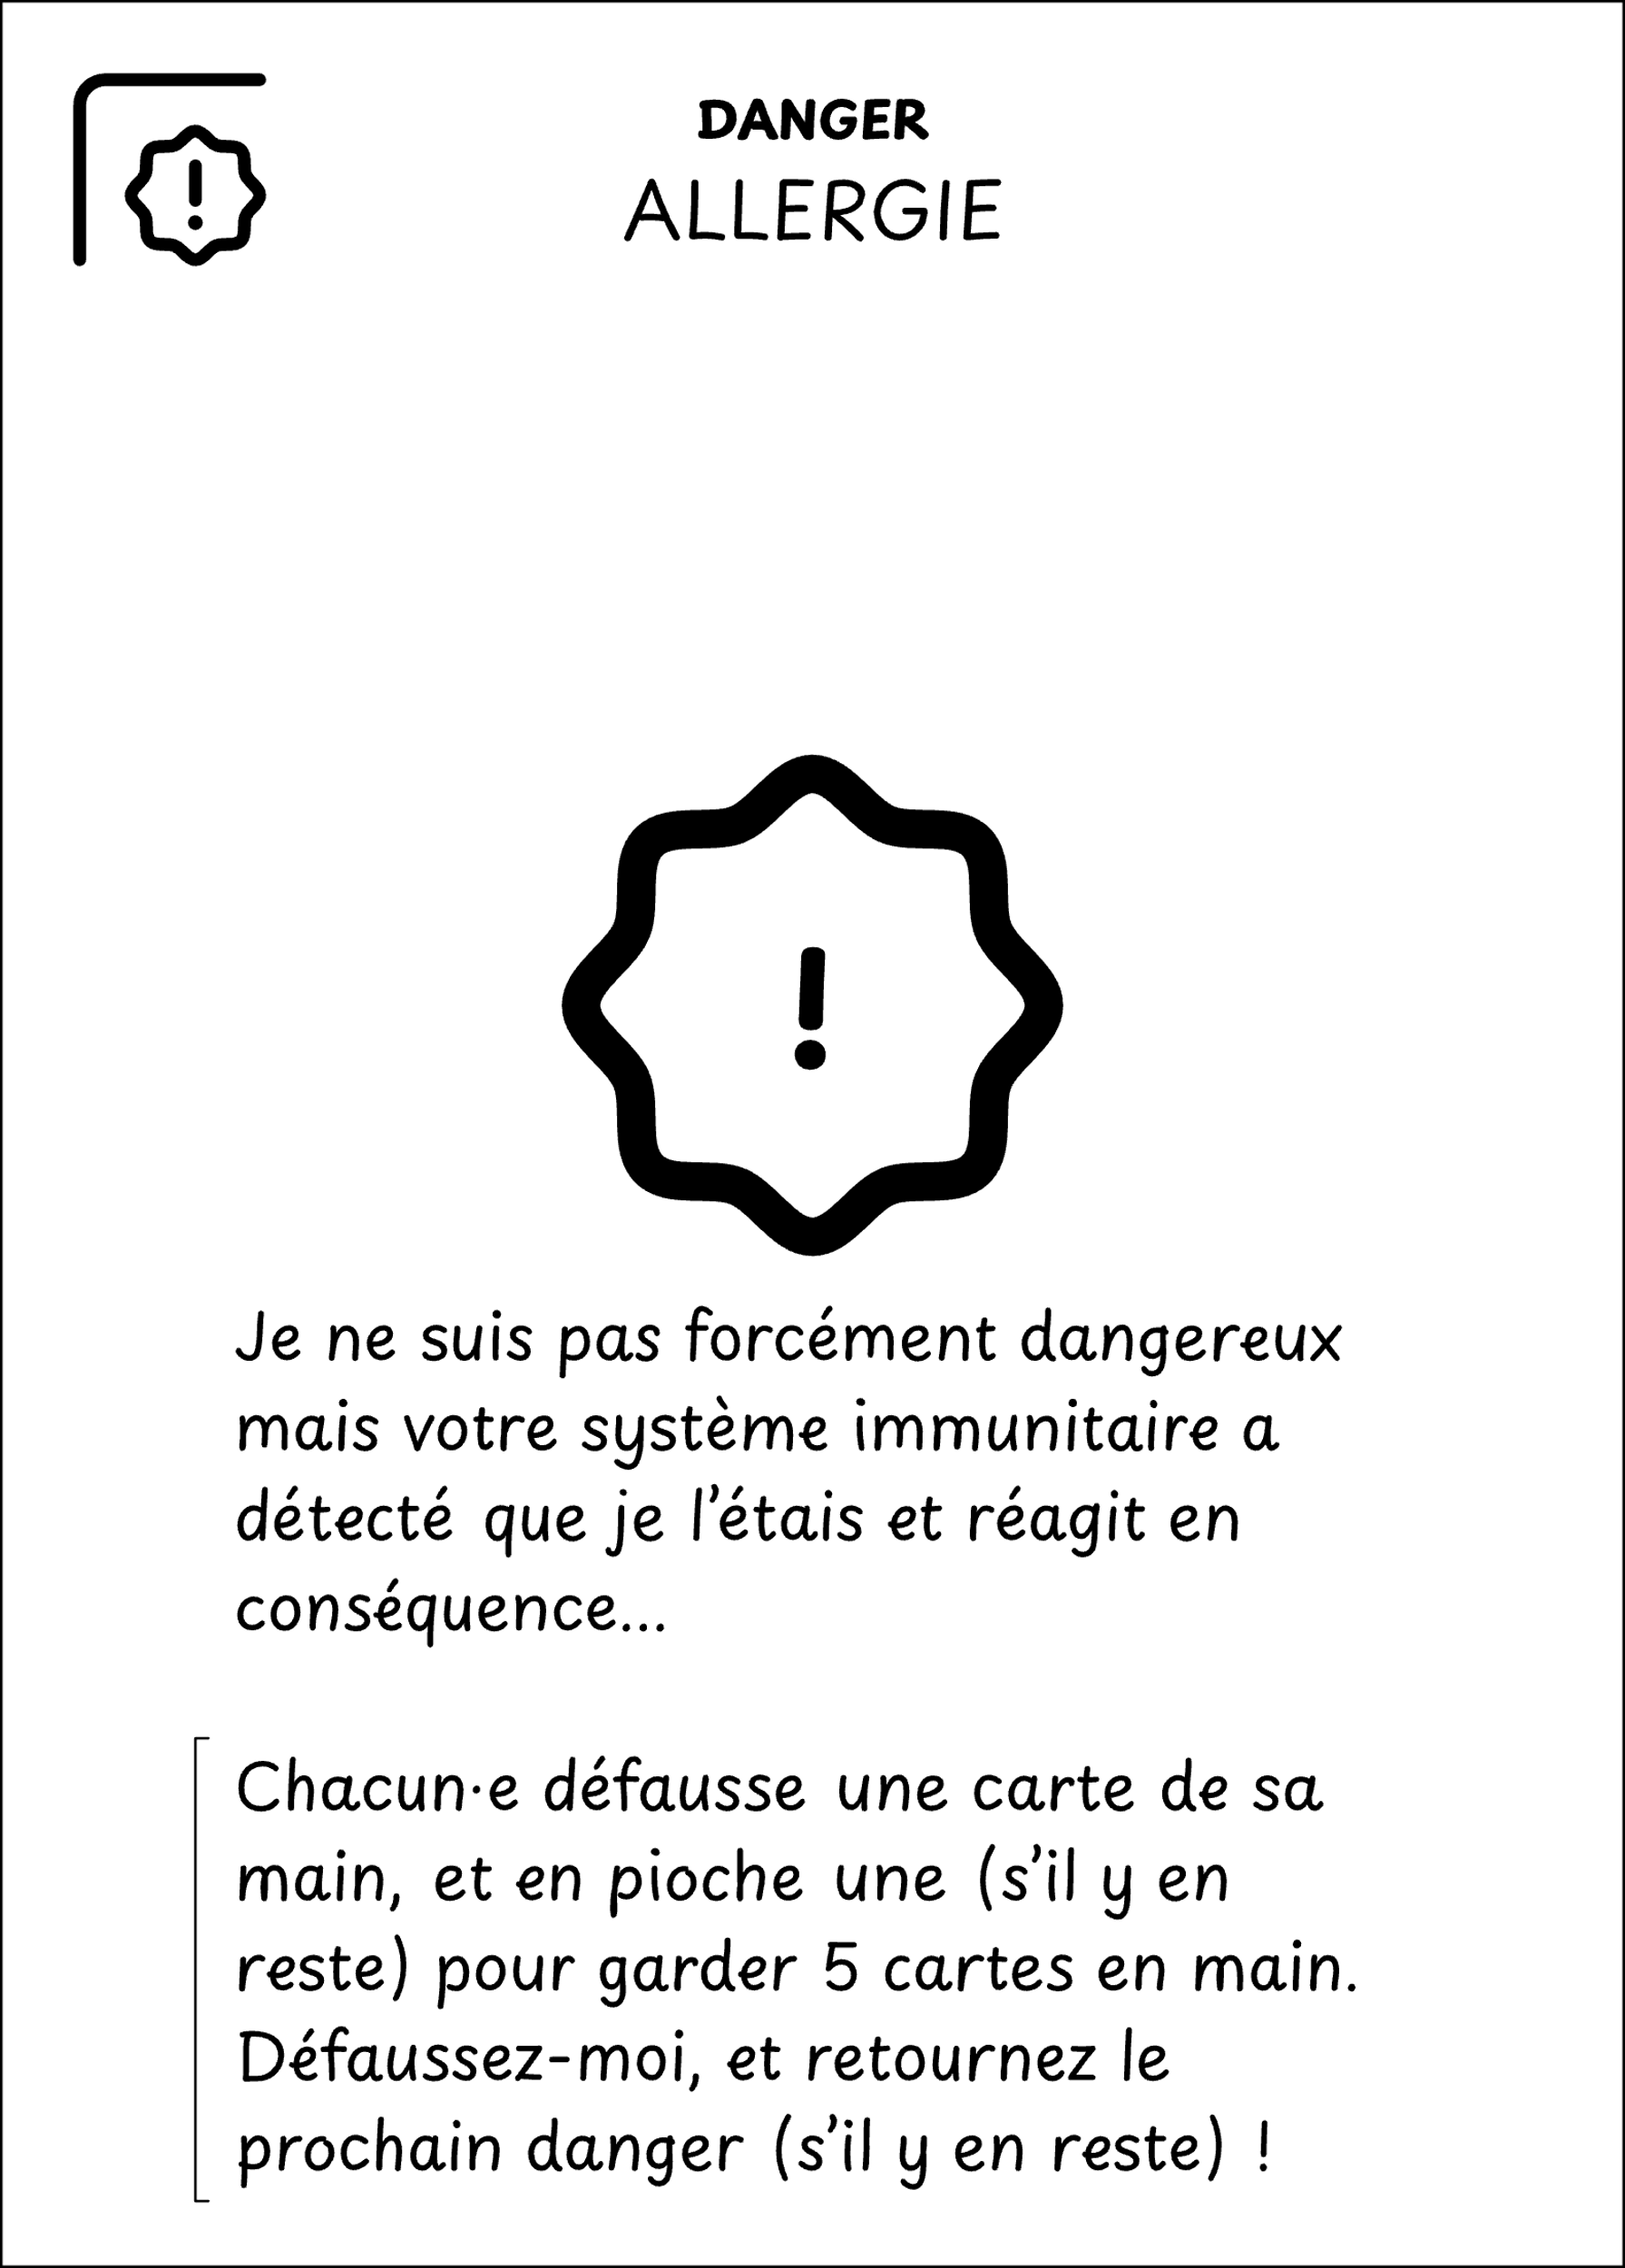 !
DANGER
ALLERGIE
!
Je ne suis pas forcément dangereux
mais votre système immunitaire a
détecté que je l'étais et réagit en
conséquence...
Chacun·e défausse une carte de sa
main, et en pioche une (s'il y en
reste) pour garder 5 cartes en main.
Défaussez-moi, et retournez le
prochain danger (s'il y en reste) !